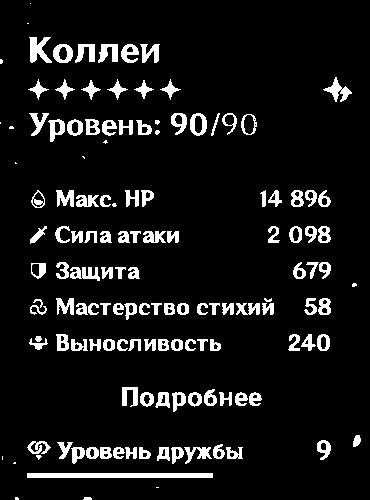 Коллеи
Уровень: 90/90
Макс. HP 14 896
Сила атаки 2 098
Защита 679
Мастерство стихий 58
Выносливость 240
Подробнее
Уровень дружбы 9